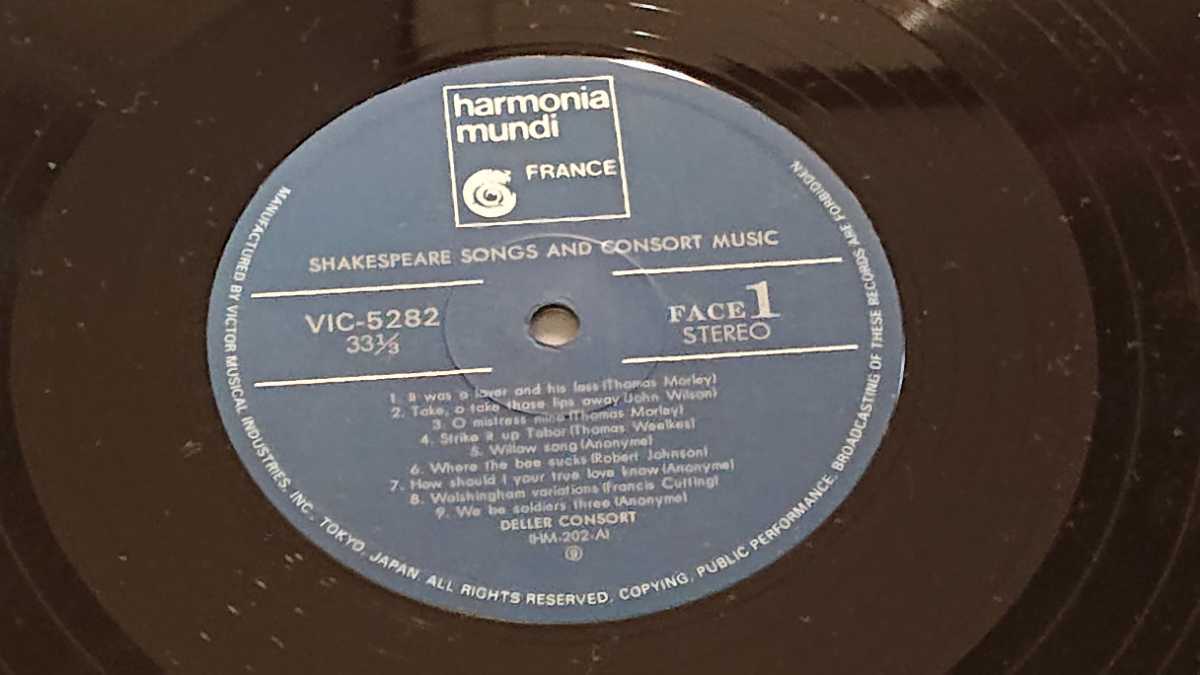 harmonia
mundi
FRANCE
SHAKESPEARE SONGS AND CONSORT MUSIC
VIC-5282
33⅓
FACE 1
STEREO
1. It was a lover and his lass (Thomas Morley)
2. Take, o take those lips away (John Wilson)
3. O mistress mine (Thomas Morley)
4. Strike it up Tabor (Thomas Weelkes)
5. Willow song (Anonyme)
6. Where the bee sucks (Robert Johnson)
7. How should I your true love know (Anonyme)
8. Walshingham variations (Francis Cutting)
9. We be soldiers three (Anonyme)
DELLER CONSORT
(HM-202-A)
MANUFACTURED BY VICTOR MUSICAL INDUSTRIES, INC., TOKYO, JAPAN. ALL RIGHTS RESERVED. COPYING, PUBLIC PERFORMANCE, BROADCASTING OF THESE RECORDS ARE FORBIDDEN.